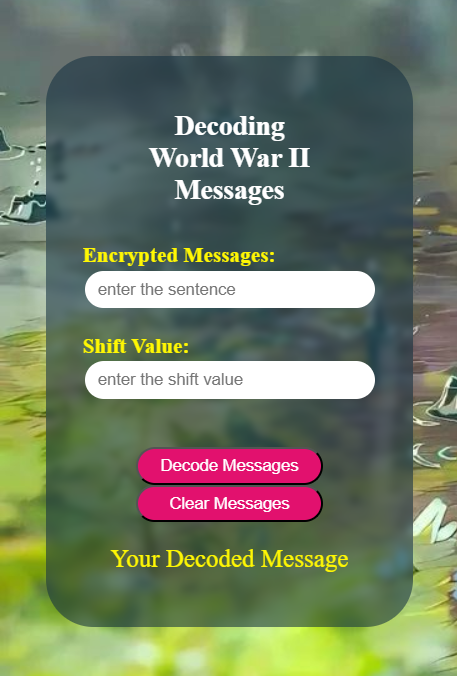 Decoding
World War II
Messages
Encrypted Messages:
enter the sentence
Shift Value:
enter the shift value
Decode Messages
Clear Messages
Your Decoded Message